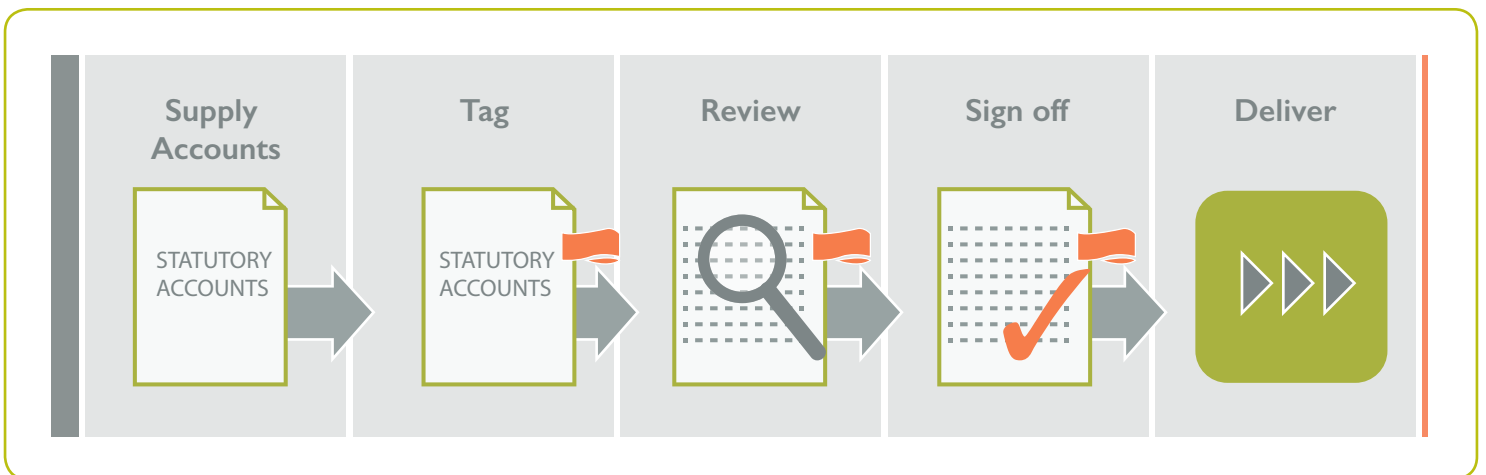 Supply
Accounts
Tag
Review
Sign off
Deliver
STATUTORY
ACCOUNTS
STATUTORY
ACCOUNTS